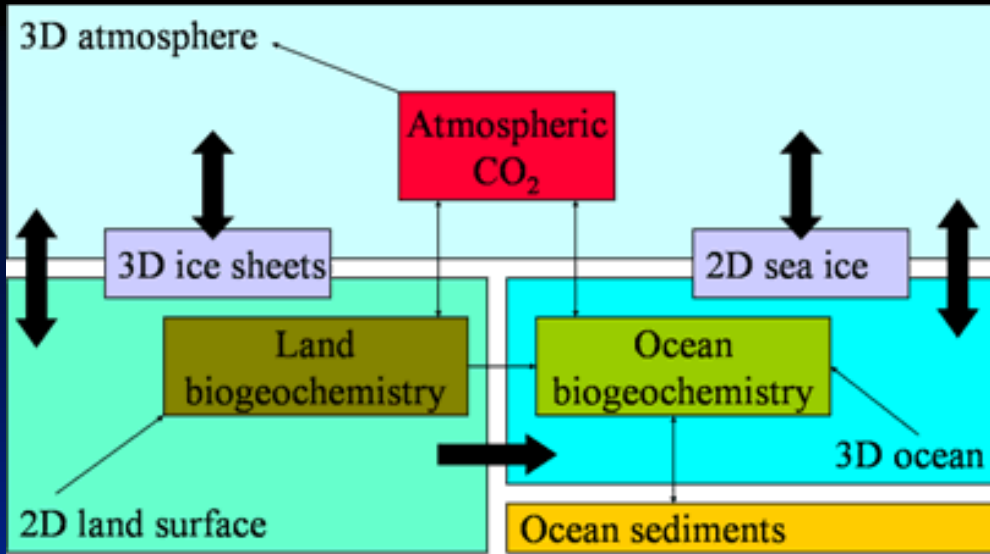 3D atmosphere
Atmospheric
CO₂
3D ice sheets
2D sea ice
Land
biogeochemistry
Ocean
biogeochemistry
3D ocean
2D land surface
Ocean sediments